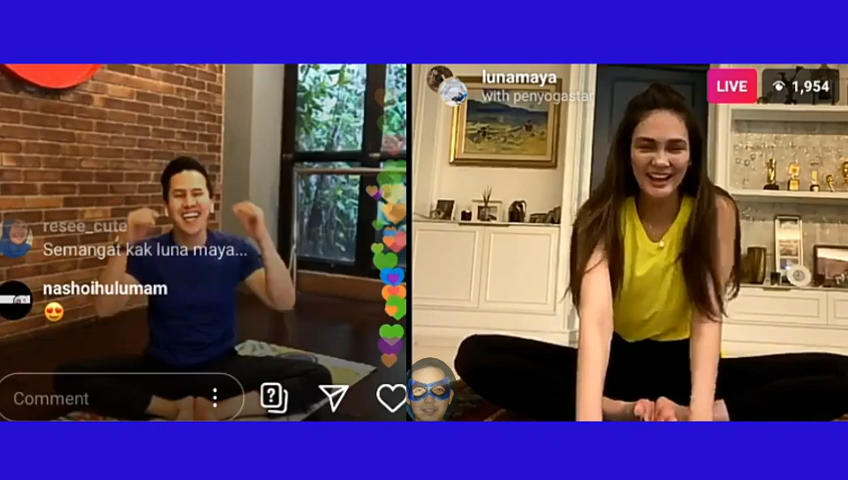 resee_cute
Semangat kak luna maya...
nashoihulumam
Comment
lunamaya
with penyogastar
LIVE
1,954